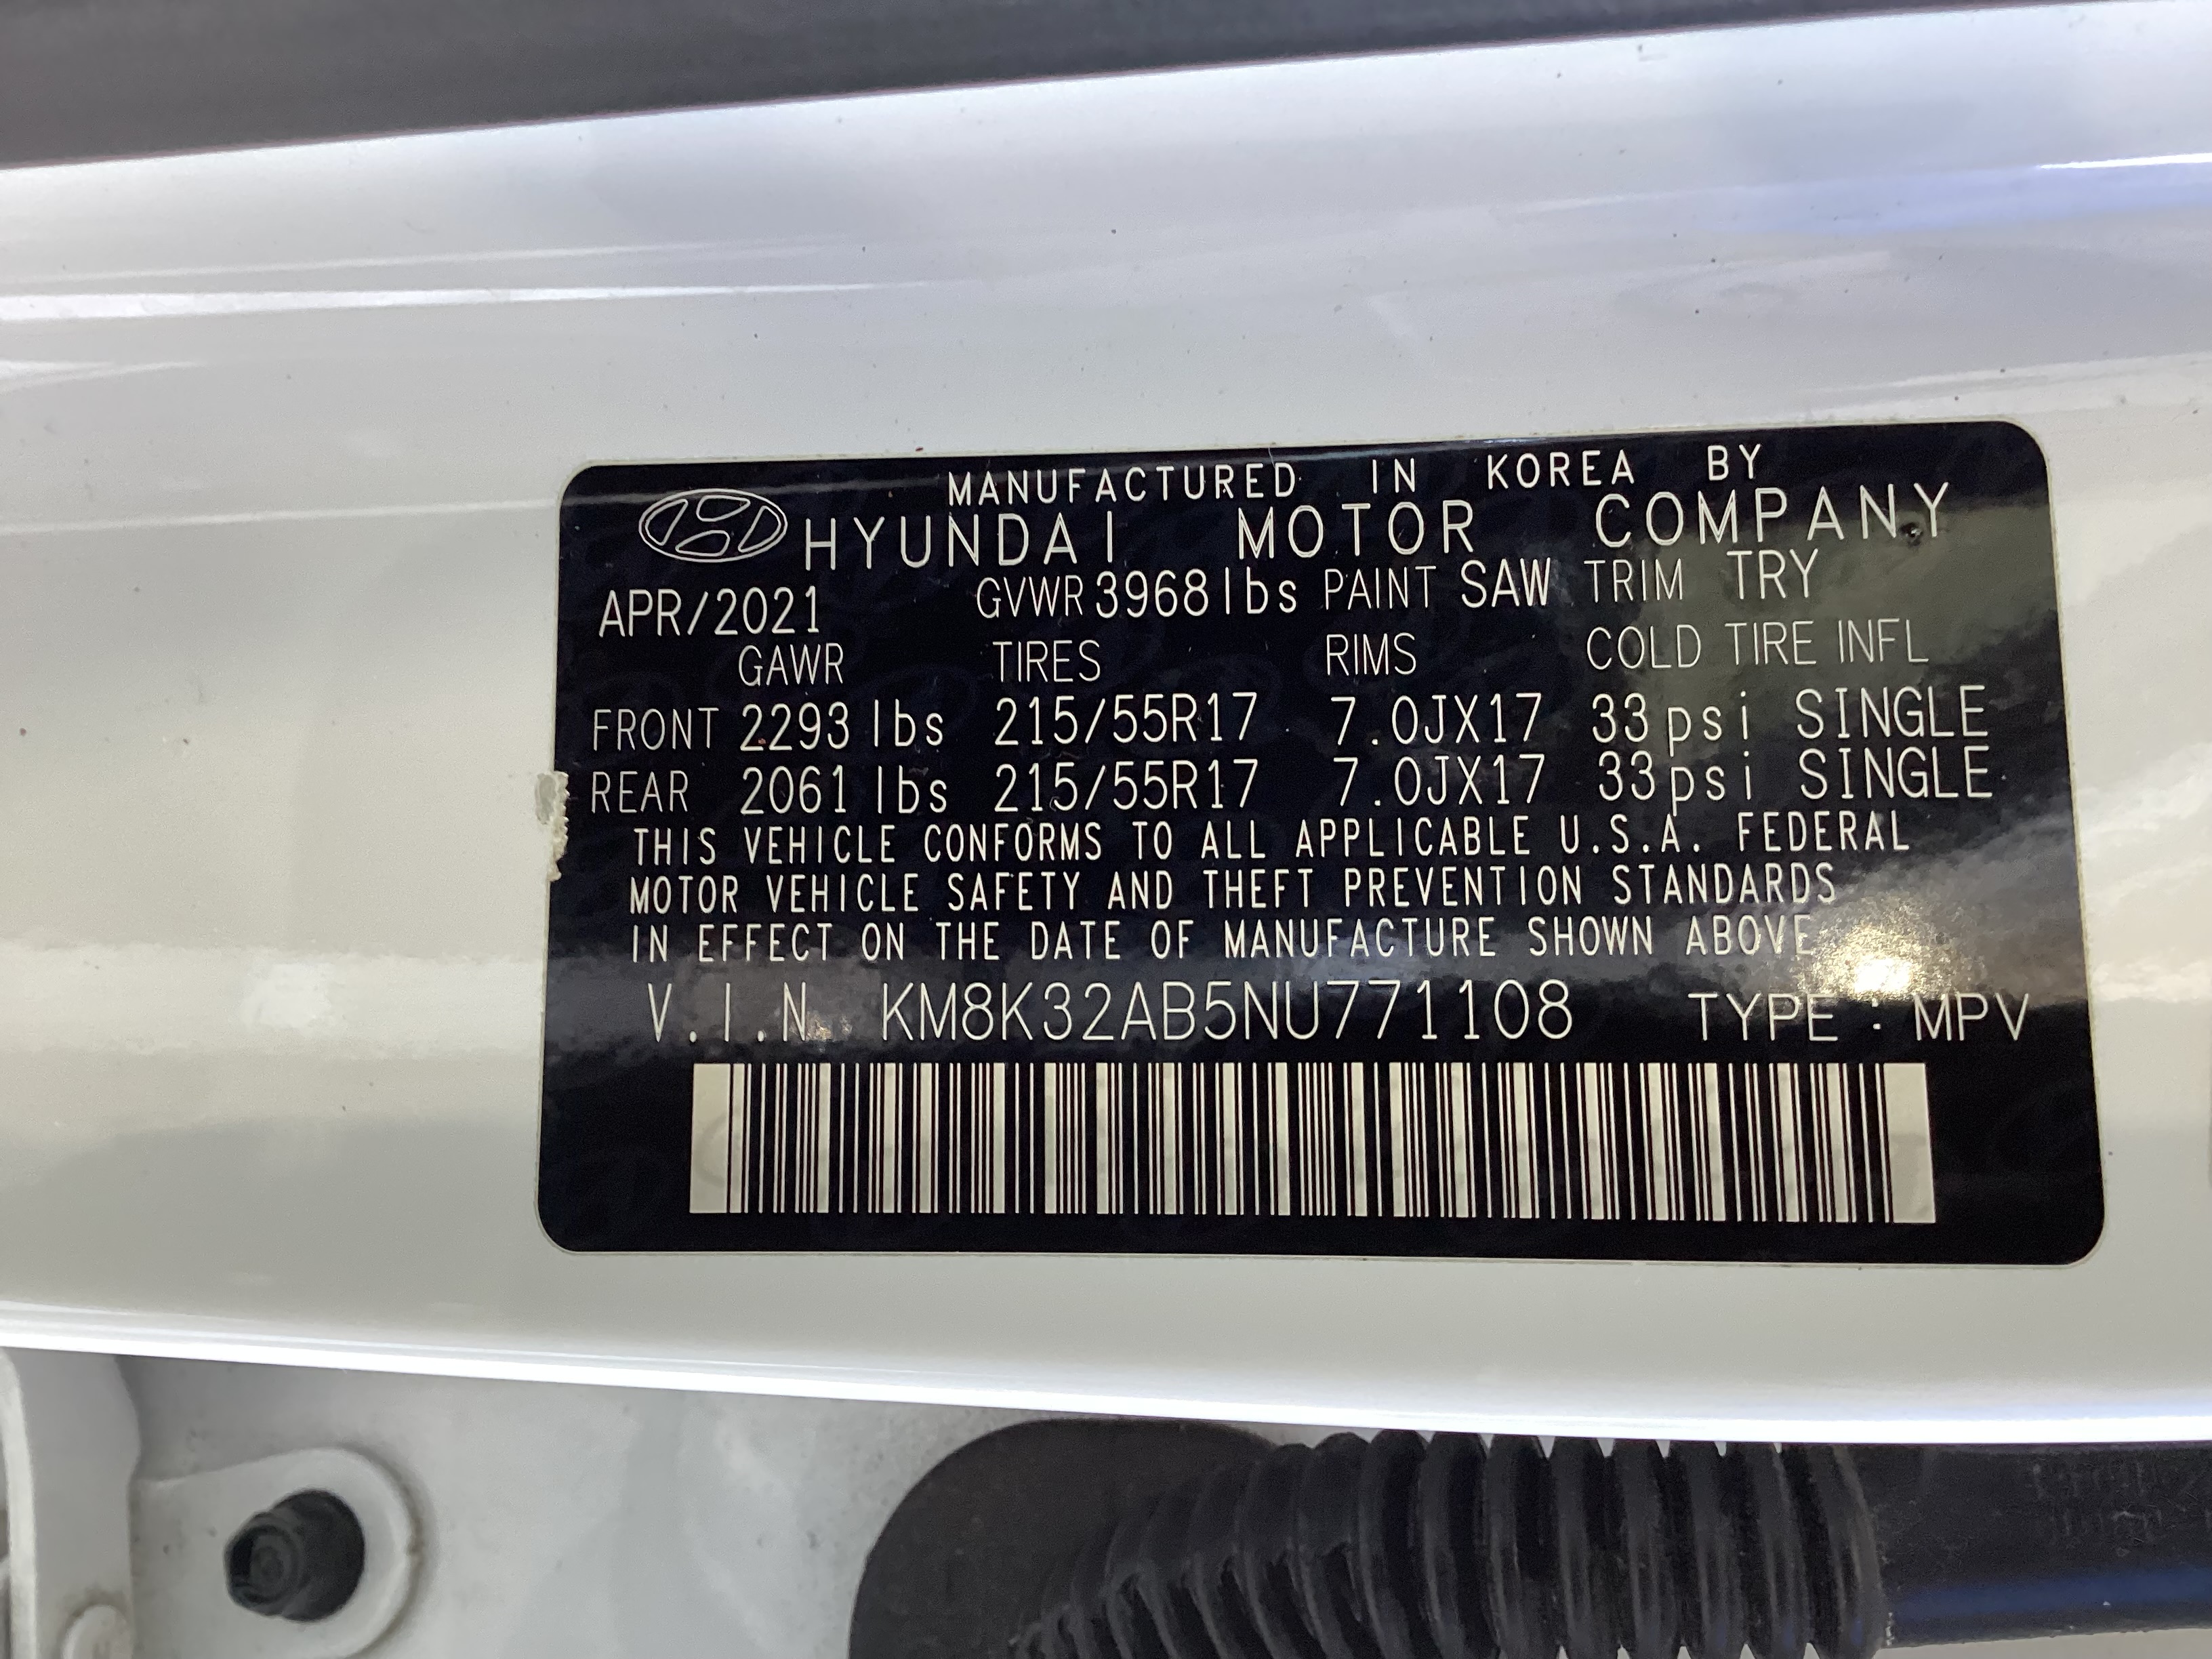 MANUFACTURED IN KOREA BY
HYUNDAI MOTOR COMPANY
APR/2021 GVWR 3968 lbs PAINT SAW TRIM TRY
GAWR TIRES RIMS COLD TIRE INFL
FRONT 2293 lbs 215/55R17 7.0JX17 33 psi SINGLE
REAR 2061 lbs 215/55R17 7.0JX17 33 psi SINGLE
THIS VEHICLE CONFORMS TO ALL APPLICABLE U.S.A. FEDERAL
MOTOR VEHICLE SAFETY AND THEFT PREVENTION STANDARDS
IN EFFECT ON THE DATE OF MANUFACTURE SHOWN ABOVE
V.I.N. KM8K32AB5NU771108 TYPE : MPV